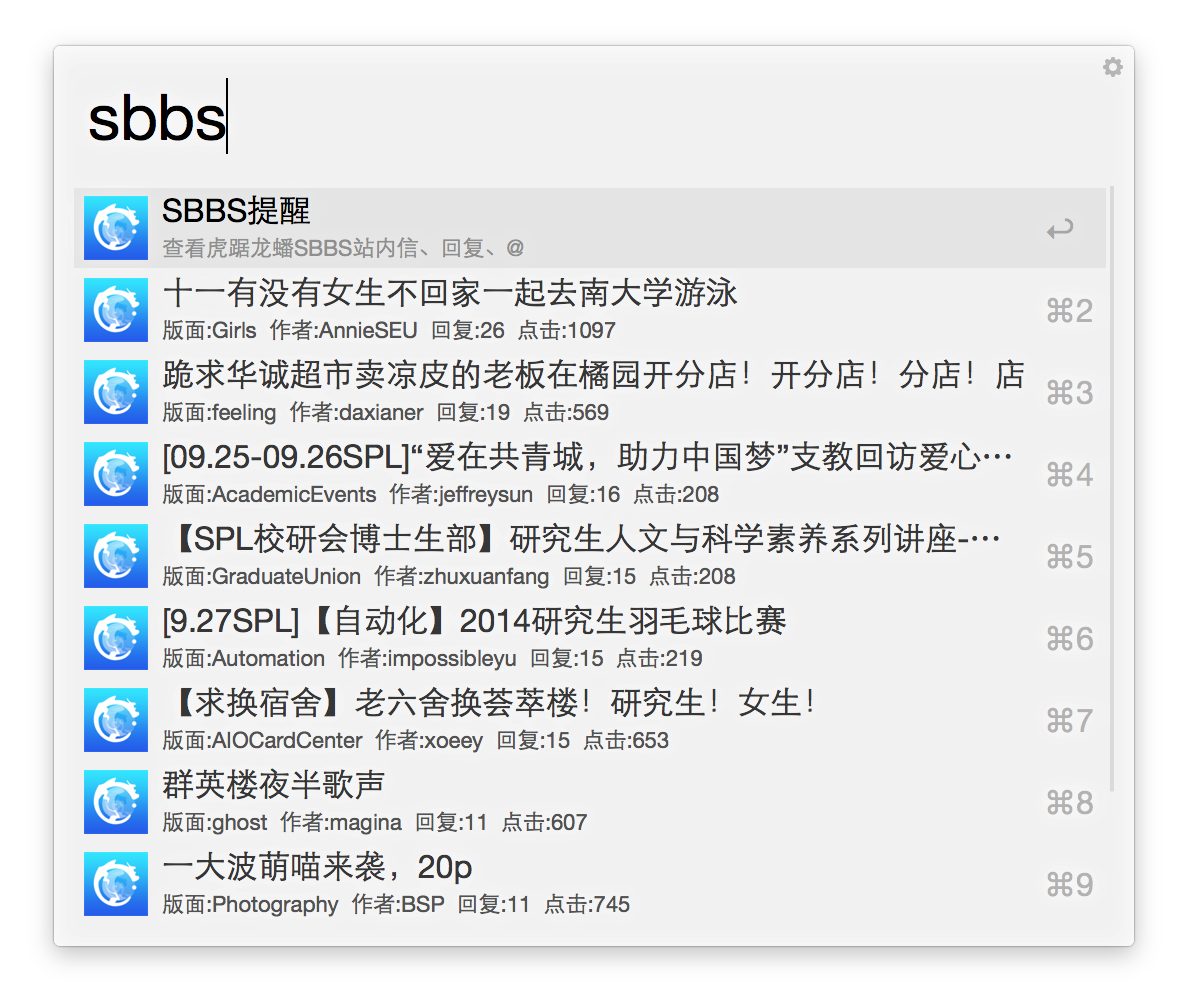 sbbs
SBBS提醒
查看虎踞龙蟠SBBS站内信、回复、@
十一有没有女生不回家一起去南大学游泳
版面:Girls 作者:AnnieSEU 回复:26 点击:1097
⌘2
跪求华诚超市卖凉皮的老板在橘园开分店！开分店！分店！店
版面:feeling 作者:daxianer 回复:19 点击:569
⌘3
[09.25-09.26SPL]“爱在共青城，助力中国梦”支教回访爱心…
版面:AcademicEvents 作者:jeffreysun 回复:16 点击:208
⌘4
【SPL校研会博士生部】研究生人文与科学素养系列讲座-…
版面:GraduateUnion 作者:zhuxuanfang 回复:15 点击:208
⌘5
[9.27SPL]【自动化】2014研究生羽毛球比赛
版面:Automation 作者:impossibleyu 回复:15 点击:219
⌘6
【求换宿舍】老六舍换荟萃楼！研究生！女生！
版面:AIOCardCenter 作者:xoeey 回复:15 点击:653
⌘7
群英楼夜半歌声
版面:ghost 作者:magina 回复:11 点击:607
⌘8
一大波萌喵来袭，20p
版面:Photography 作者:BSP 回复:11 点击:745
⌘9